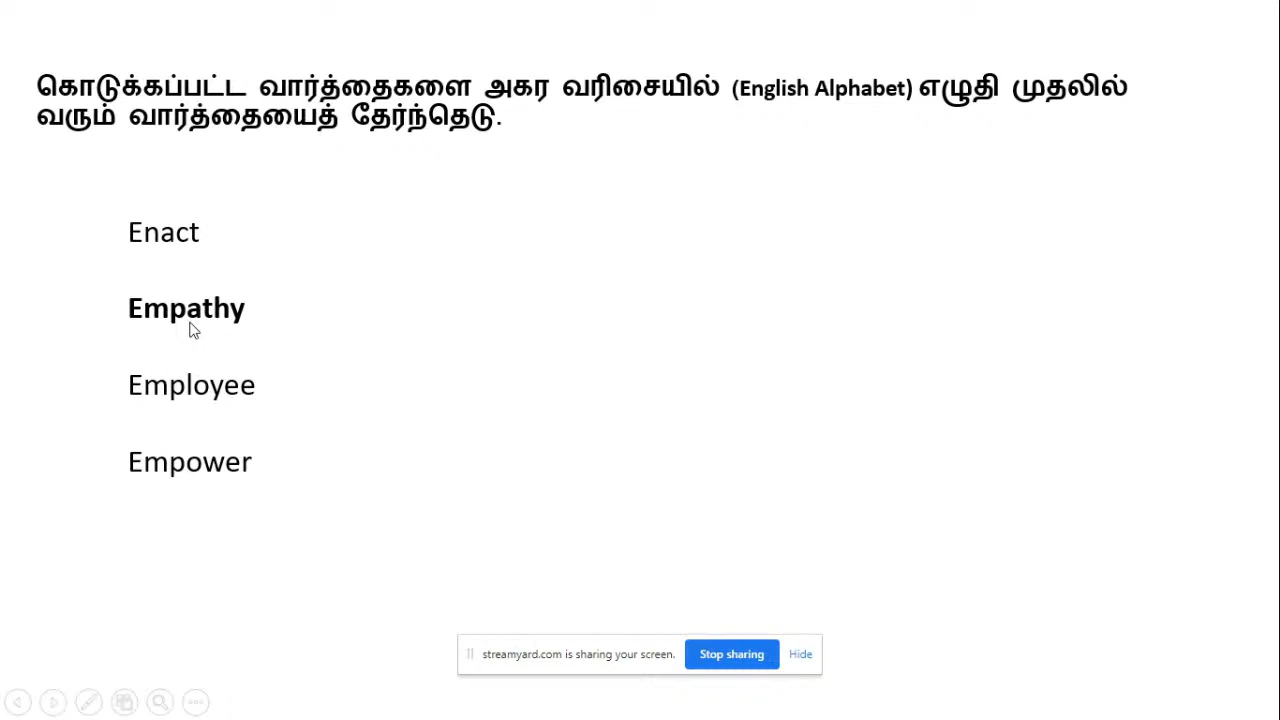 கொடுக்கப்பட்ட வார்த்தைகளை அகர வரிசையில் (English Alphabet) எழுதி முதலில்
வரும் வார்த்தையைத் தேர்ந்தெடு.
Enact
Empathy
Employee
Empower
streamyard.com is sharing your screen. Stop sharing Hide